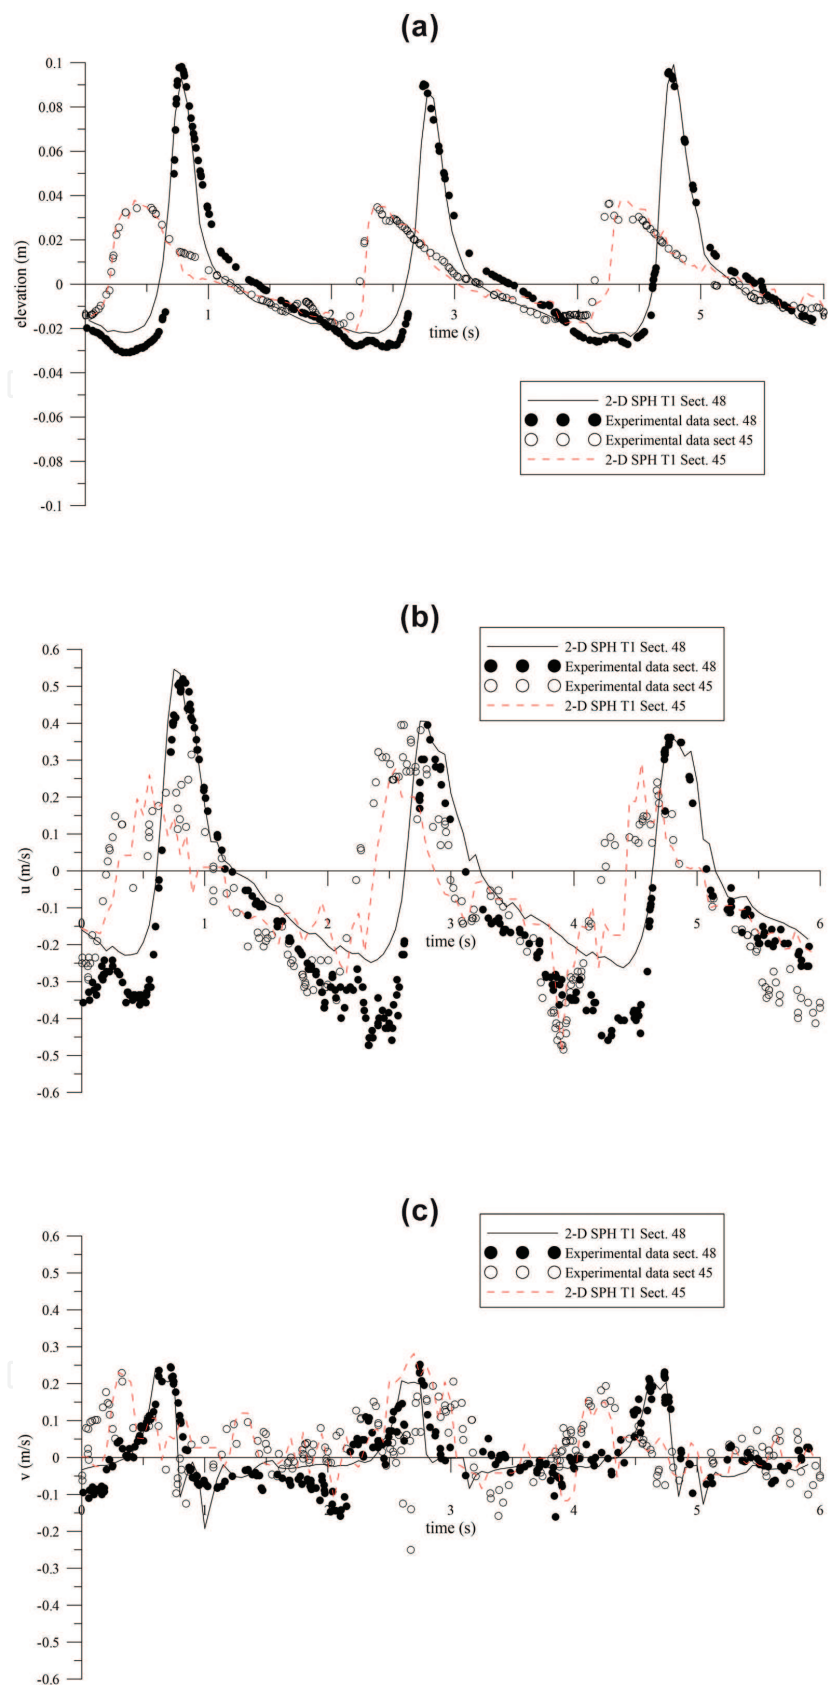 (a)
0.1
0.08
0.06
0.04
0.02
0
-0.02
-0.04
-0.06
-0.08
-0.1
elevation (m)
0 1 2 3 4 5 6
time (s)
2-D SPH T1 Sect. 48
Experimental data sect. 48
Experimental data sect 45
2-D SPH T1 Sect. 45
(b)
0.6
0.5
0.4
0.3
0.2
0.1
0
-0.1
-0.2
-0.3
-0.4
-0.5
-0.6
u (m/s)
0 1 2 3 4 5 6
time (s)
2-D SPH T1 Sect. 48
Experimental data sect. 48
Experimental data sect 45
2-D SPH T1 Sect. 45
(c)
0.6
0.5
0.4
0.3
0.2
0.1
0
-0.1
-0.2
-0.3
-0.4
-0.5
-0.6
v (m/s)
0 1 2 3 4 5 6
time (s)
2-D SPH T1 Sect. 48
Experimental data sect. 48
Experimental data sect 45
2-D SPH T1 Sect. 45